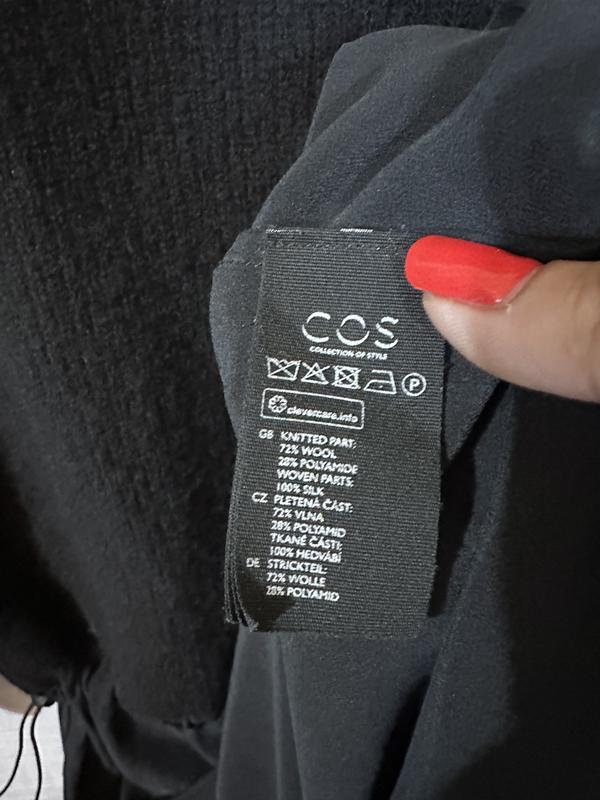 COS
COLLECTION OF STYLE
P
clevercare.info
GB KNITTED PART:
72% WOOL
28% POLYAMIDE
WOVEN PARTS:
100% SILK
CZ PLETENÁ ČÁST:
72% VLNA
28% POLYAMID
TKANÉ ČÁSTI:
100% HEDVÁBÍ
DE STRICKTEIL:
72% WOLLE
28% POLYAMID